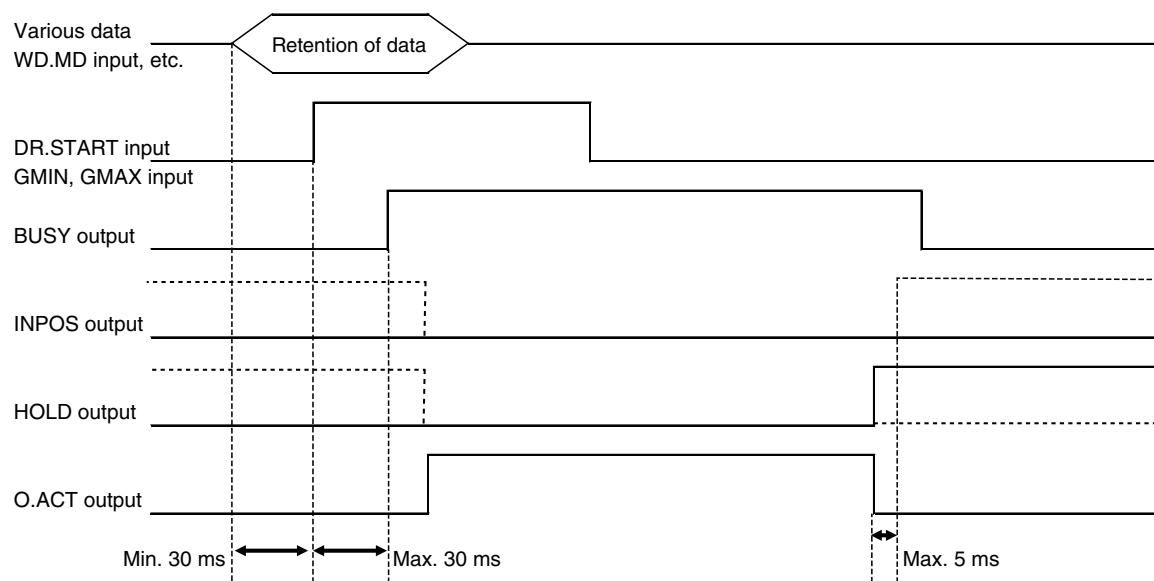 Various data
WD.MD input, etc.
Retention of data
DR.START input
GMIN, GMAX input
BUSY output
INPOS output
HOLD output
O.ACT output
Min. 30 ms
Max. 30 ms
Max. 5 ms